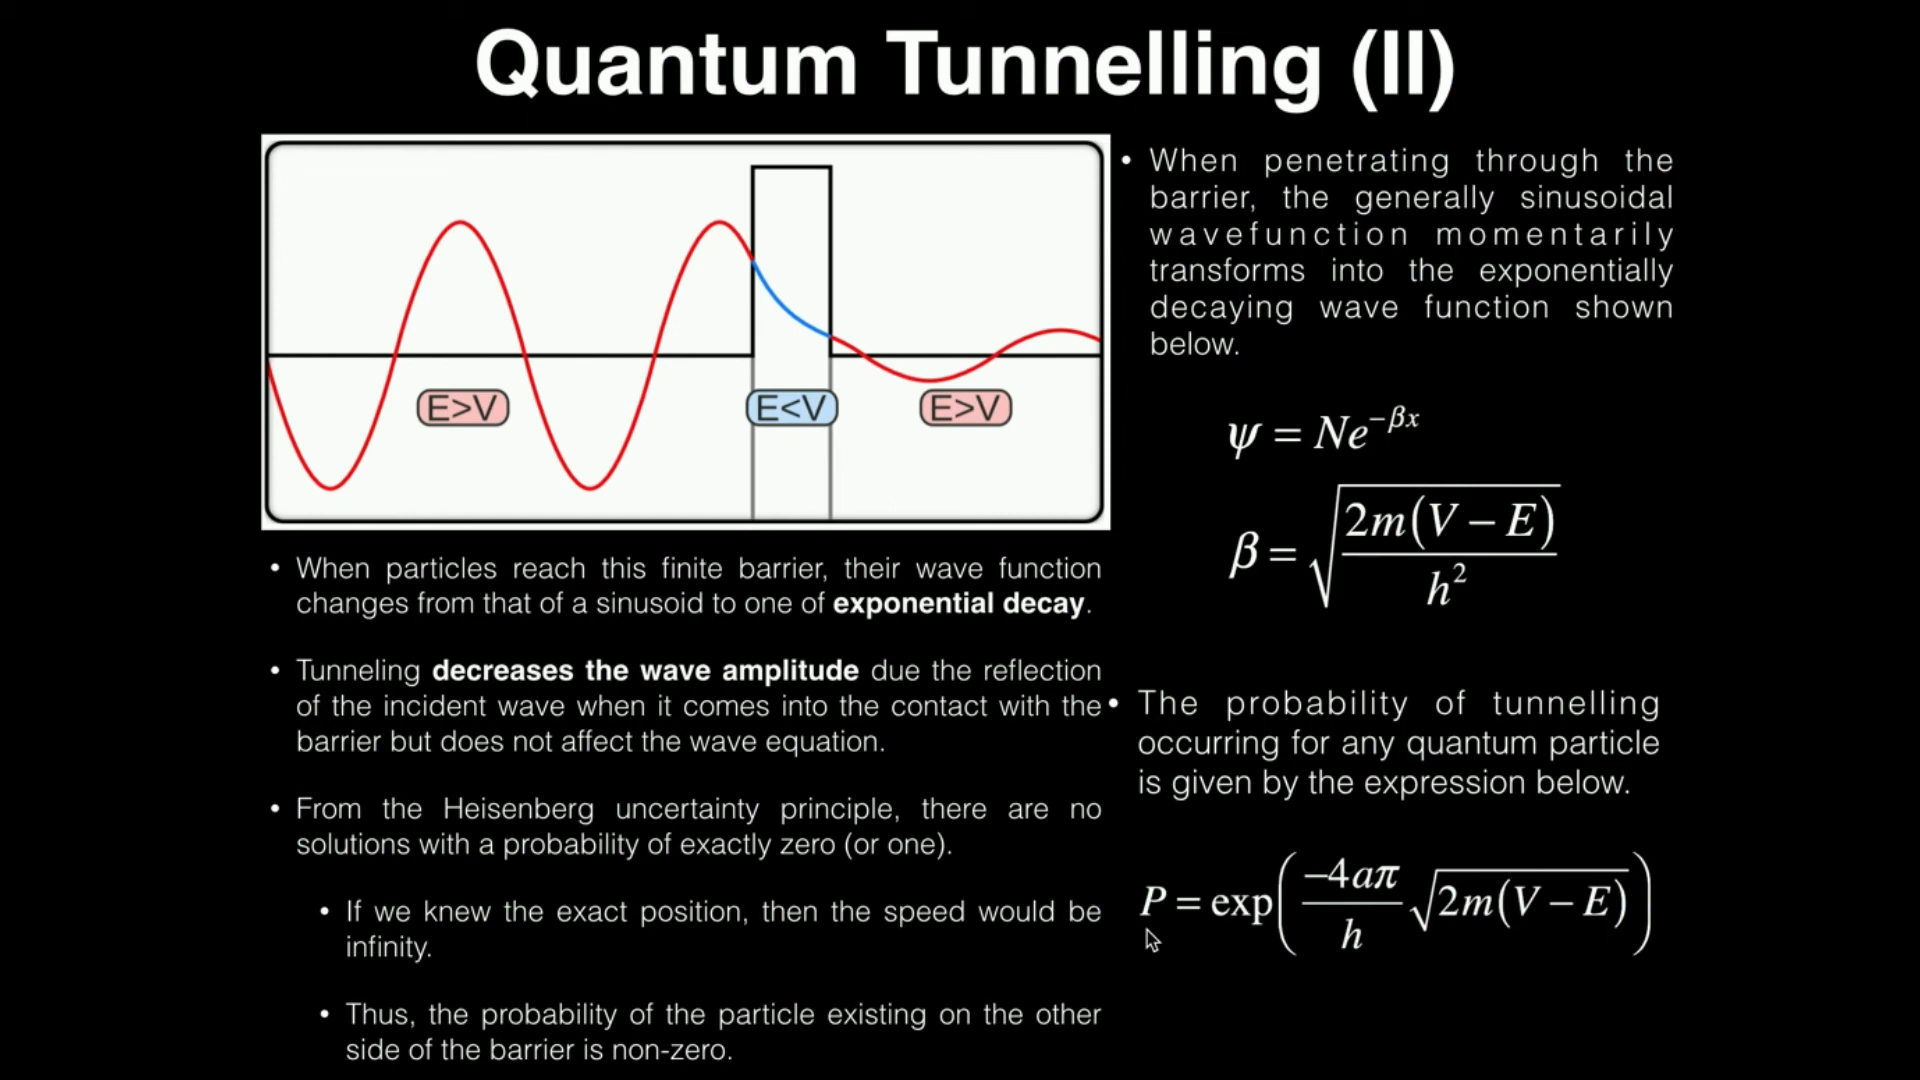 Quantum Tunnelling (II)
E>V
E<V
E>V
• When particles reach this finite barrier, their wave function
changes from that of a sinusoid to one of exponential decay.
• Tunneling decreases the wave amplitude due the reflection
of the incident wave when it comes into the contact with the
barrier but does not affect the wave equation.
• From the Heisenberg uncertainty principle, there are no
solutions with a probability of exactly zero (or one).
• If we knew the exact position, then the speed would be
infinity.
• Thus, the probability of the particle existing on the other
side of the barrier is non-zero.
• When penetrating through the
barrier, the generally sinusoidal
wavefunction momentarily
transforms into the exponentially
decaying wave function shown
below.
ψ = Ne^{−βx}
β = √(2m(V − E)/h²)
• The probability of tunnelling
occurring for any quantum particle
is given by the expression below.
P = exp(−4aπ/h √(2m(V − E)))